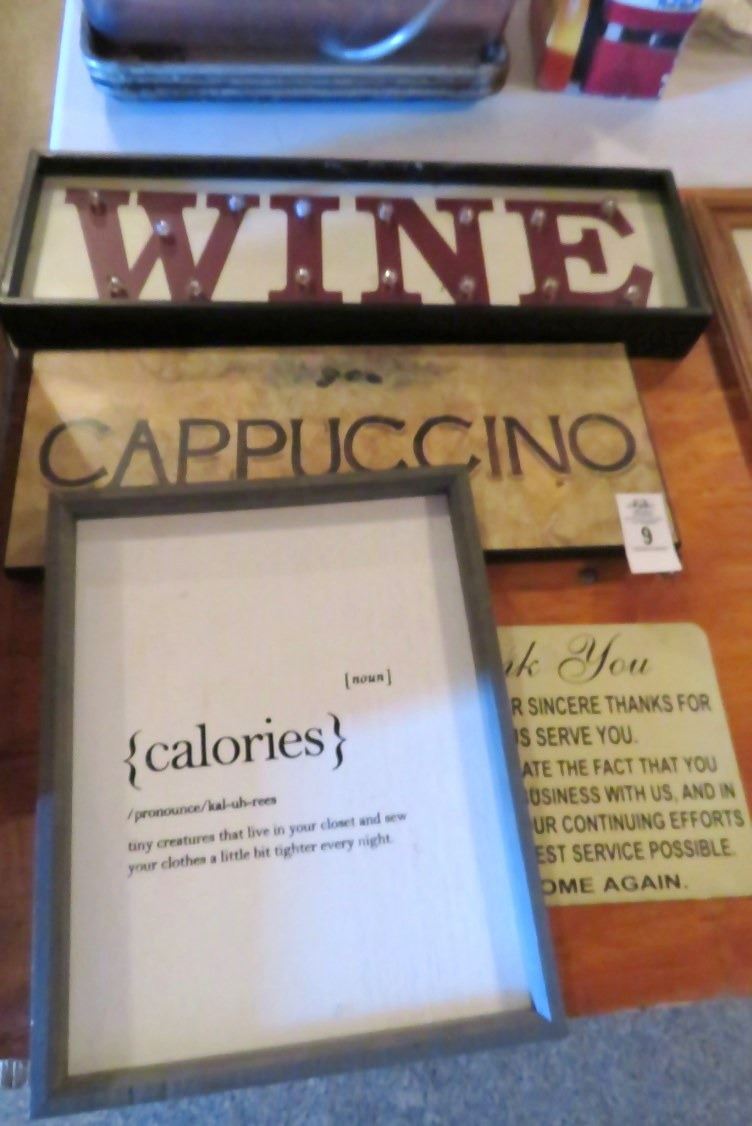 WINE
CAPPUCCINO
9
[noun]
{calories}
/pronounce/kal-uh-rees
tiny creatures that live in your closet and sew
your clothes a little bit tighter every night.
You
SINCERE THANKS FOR
SERVE YOU.
THE FACT THAT YOU
WITH US, AND IN
CONTINUING EFFORTS
SERVICE POSSIBLE.
AGAIN.